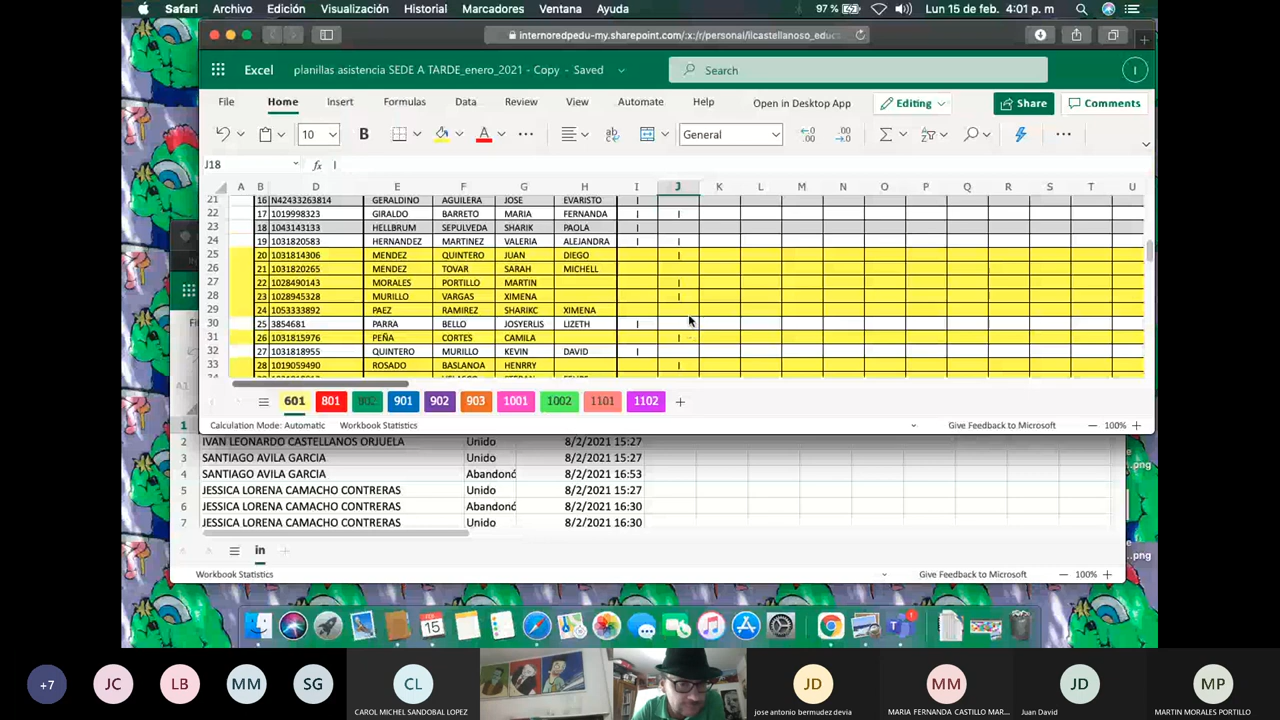 Safari Archivo Edición Visualización Historial Marcadores Ventana Ayuda 97 % Lun 15 de feb. 4:01 p. m
internoredpedu-my.sharepoint.com/:x:/r/personal/ilcastellanoso_educ
Excel planillas asistencia SEDE A TARDE_enero_2021 - Copy - Saved Search I
File Home Insert Formulas Data Review View Automate Help Open in Desktop App Editing Share Comments
10 B A General
J18 fx I
A B D E F G H I J K L M N O P Q R S T U
21 16 N42433263814 GERALDINO AGUILERA JOSE EVARISTO I
22 17 1019998323 GIRALDO BARRETO MARIA FERNANDA I I
23 18 1043143133 HELLBRUM SEPULVEDA SHARIK PAOLA I
24 19 1031820583 HERNANDEZ MARTINEZ VALERIA ALEJANDRA I I
25 20 1031814306 MENDEZ QUINTERO JUAN DIEGO I
26 21 1031820265 MENDEZ TOVAR SARAH MICHELL
27 22 1028490143 MORALES PORTILLO MARTIN I
28 23 1028945328 MURILLO VARGAS XIMENA I
29 24 1053333892 PAEZ RAMIREZ SHARIKC XIMENA
30 25 3854681 PARRA BELLO JOSYERLIS LIZETH I
31 26 1031815976 PEÑA CORTES CAMILA I
32 27 1031818955 QUINTERO MURILLO KEVIN DAVID I
33 28 1019059490 ROSADO BASLANOA HENRRY I
601 801 802 901 902 903 1001 1002 1101 1102
Calculation Mode: Automatic Workbook Statistics Give Feedback to Microsoft 100%
1
2 IVAN LEONARDO CASTELLANOS ORJUELA Unido 8/2/2021 15:27
3 SANTIAGO AVILA GARCIA Unido 8/2/2021 15:27
4 SANTIAGO AVILA GARCIA Abandonó 8/2/2021 16:53
5 JESSICA LORENA CAMACHO CONTRERAS Unido 8/2/2021 15:27
6 JESSICA LORENA CAMACHO CONTRERAS Abandonó 8/2/2021 16:30
7 JESSICA LORENA CAMACHO CONTRERAS Unido 8/2/2021 16:30
in
Workbook Statistics Give Feedback to Microsoft 100%
..png
..png
15
+7 JC LB MM SG CL JD MM JD MP
CAROL MICHEL SANDOBAL LOPEZ jose antonio bermudez devia MARIA FERNANDA CASTILLO MAR... Juan David MARTIN MORALES PORTILLO